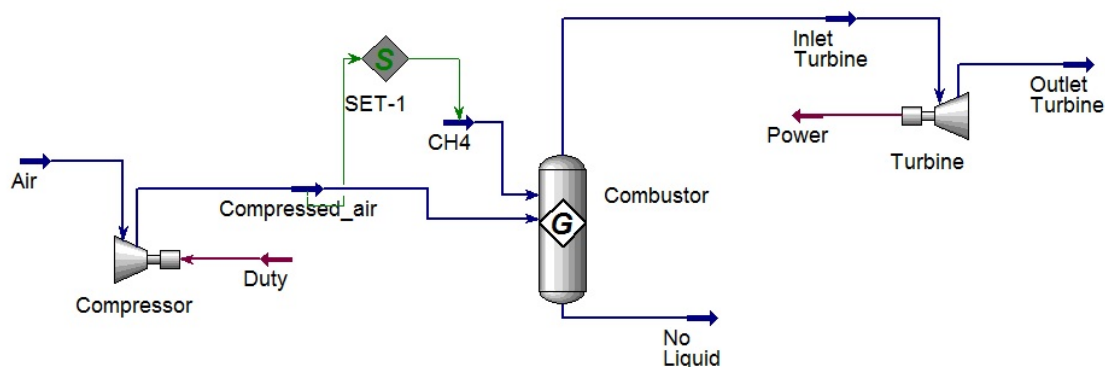 Inlet
Turbine
Outlet
Turbine
S
SET-1
CH4
Power
Turbine
Air
Compressed_air
Combustor
G
Duty
Compressor
No
Liquid